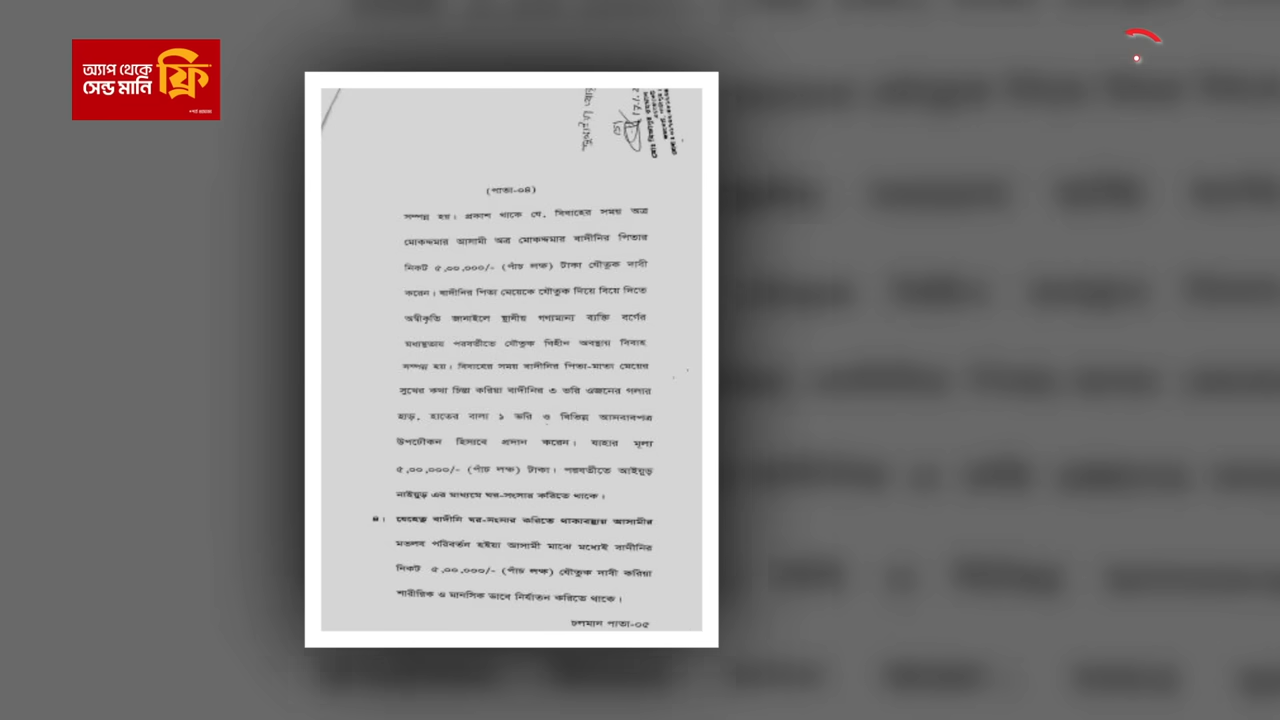 অ্যাপ থেকে
সেন্ড মানি
ফ্রি
(পাতা-০৪)
সম্পন্ন হয়। প্রকাশ থাকে যে, বিবাহের সময় অত্র
মোকদ্দমার আসামী অত্র মোকদ্দমার বাদীনির পিতার
নিকট ৫,০০,০০০/- (পাঁচ লক্ষ) টাকা যৌতুক দাবী
করেন। বাদীনির পিতা মেয়েকে যৌতুক দিয়ে বিয়ে দিতে
অস্বীকৃতি জানাইলে স্থানীয় গণ্যমান্য ব্যক্তি বর্গের
মধ্যস্থতায় পরবর্তীতে যৌতুক বিহীন অবস্থায় বিবাহ
সম্পন্ন হয়। বিবাহের সময় বাদীনির পিতা-মাতা মেয়ের
সুখের কথা চিন্তা করিয়া বাদীনির ৩ ভরি ওজনের গলার
হাড়, হাতের বালা ১ ভরি ও বিভিন্ন আসবাবপত্র
উপঢৌকন হিসাবে প্রদান করেন। যাহার মূল্য
৫,০০,০০০/- (পাঁচ লক্ষ) টাকা। পরবর্তীতে আইয়ুড়
নাইয়ুড় এর মাধ্যমে ঘর-সংসার করিতে থাকে।
৪। যেহেতু বাদীনি ঘর-সংসার করিতে থাকাবস্থায় আসামীর
মতলব পরিবর্তন হইয়া আসামী মাঝে মধ্যেই বাদীনির
নিকট ৫,০০,০০০/- (পাঁচ লক্ষ) যৌতুক দাবী করিয়া
শারীরিক ও মানসিক ভাবে নির্যাতন করিতে থাকে।
চলমান পাতা-০৫